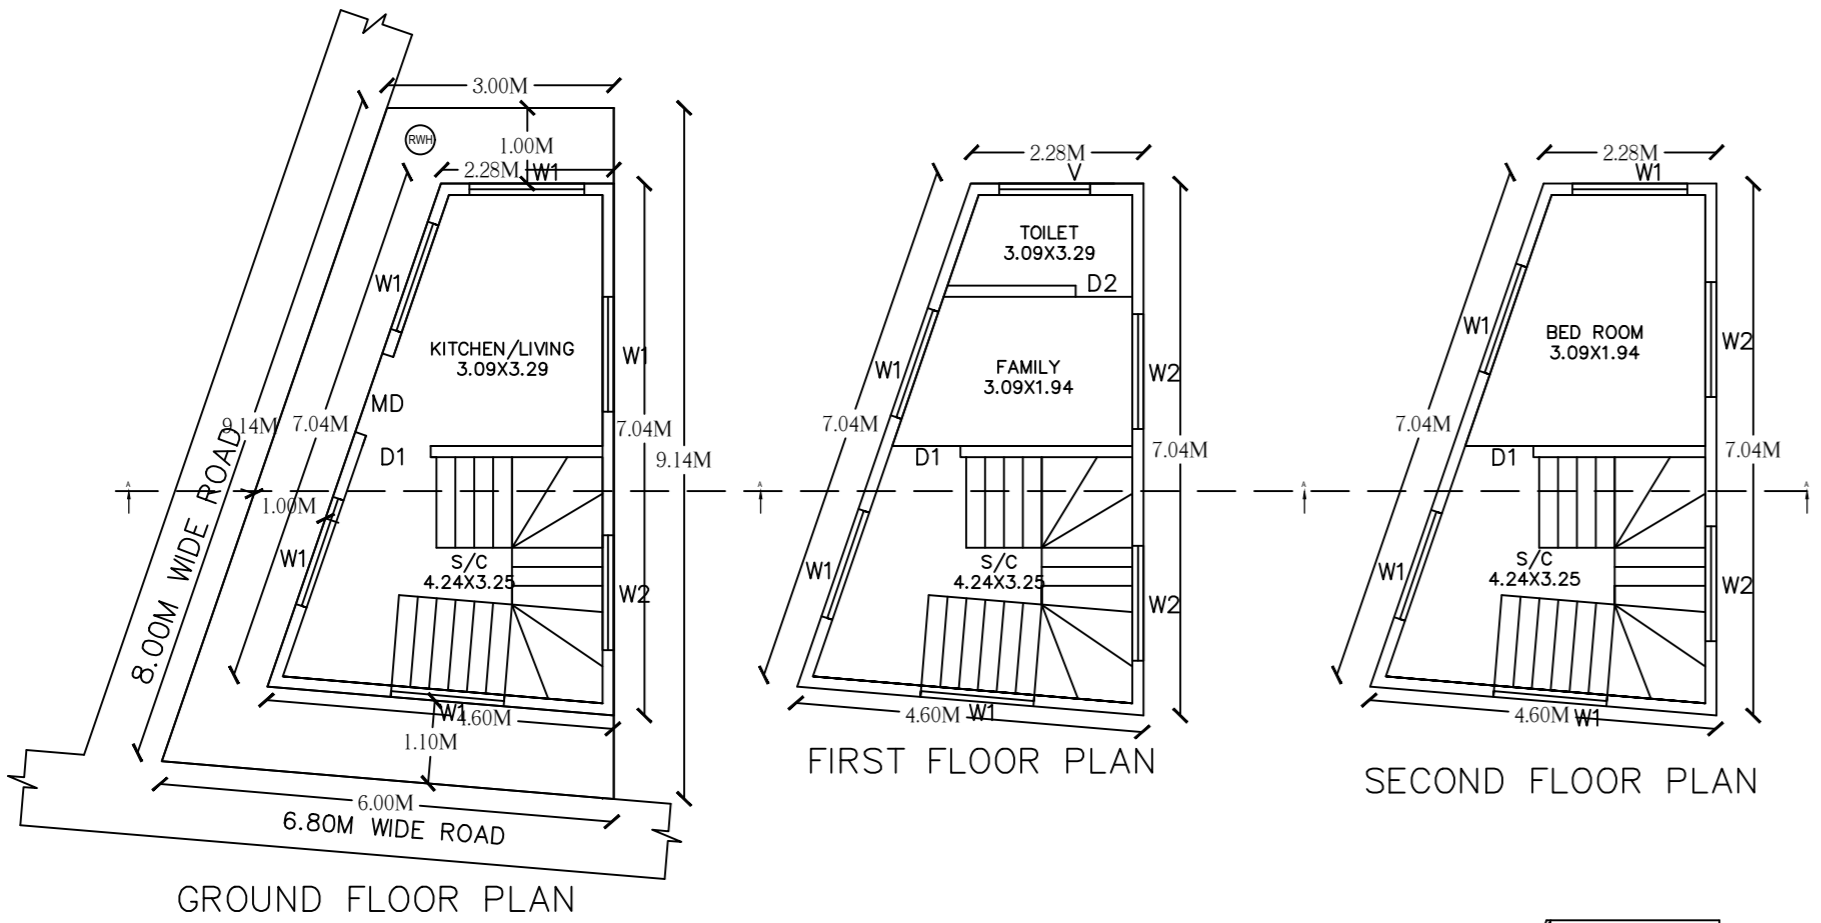 3.00M
RWH
1.00M
2.28M
W1
W1
KITCHEN/LIVING
3.09X3.29
W1
MD
9.14M
7.04M
7.04M
D1
9.14M
A
1.00M
8.00M WIDE ROAD
W1
S/C
4.24X3.25
W2
W1
4.60M
1.10M
6.00M
6.80M WIDE ROAD
GROUND FLOOR PLAN
2.28M
V
TOILET
3.09X3.29
D2
W1
FAMILY
3.09X1.94
W2
7.04M
D1
7.04M
A
W1
S/C
4.24X3.25
W2
4.60M
W1
FIRST FLOOR PLAN
2.28M
W1
W1
BED ROOM
3.09X1.94
W2
7.04M
D1
7.04M
A
A
W1
S/C
4.24X3.25
W2
4.60M
W1
SECOND FLOOR PLAN